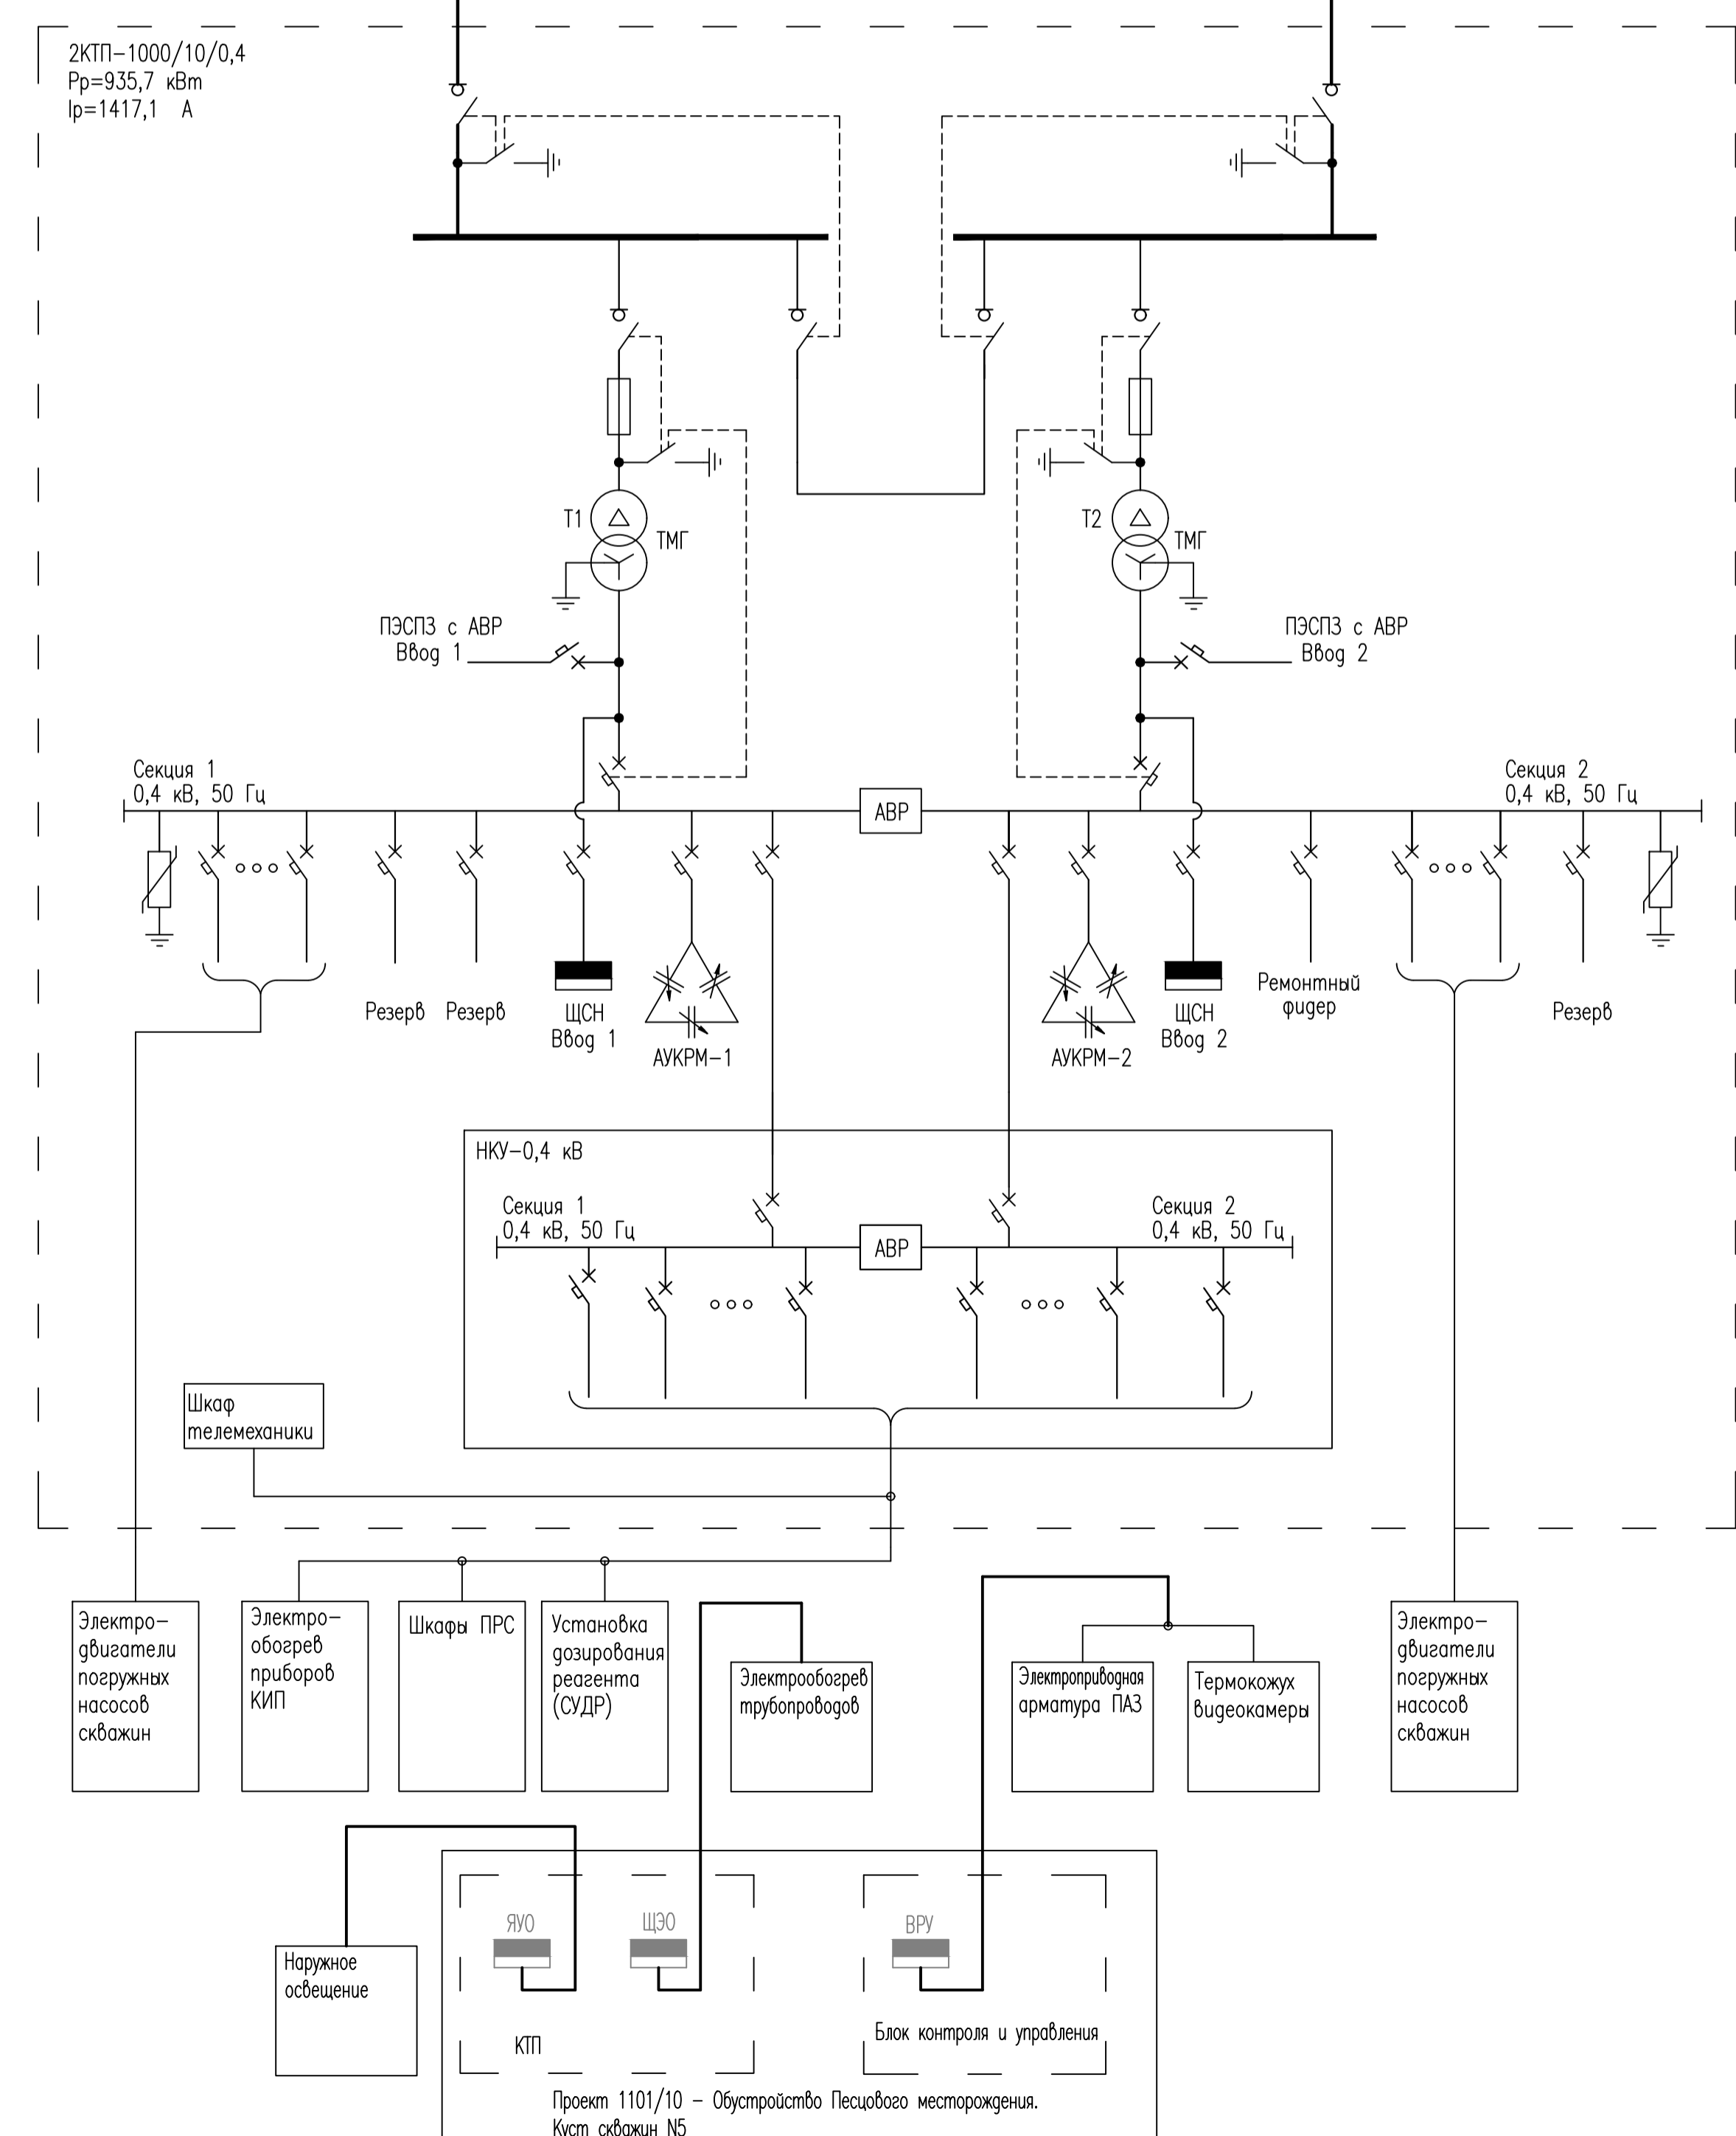 2КТП-1000/10/0,4
Рр=935,7 кВт
Iр=1417,1 А
Т1
ТМГ
Т2
ТМГ
ПЭСПЗ с АВР
Ввод 1
ПЭСПЗ с АВР
Ввод 2
Секция 1
0,4 кВ, 50 Гц
АВР
Секция 2
0,4 кВ, 50 Гц
Резерв
Резерв
ЩСН
Ввод 1
АУКРМ-1
АУКРМ-2
ЩСН
Ввод 2
Ремонтный
фидер
Резерв
НКУ-0,4 кВ
Секция 1
0,4 кВ, 50 Гц
АВР
Секция 2
0,4 кВ, 50 Гц
Шкаф
телемеханики
Электро-
двигатели
погружных
насосов
скважин
Электро-
обогрев
приборов
КИП
Шкафы ПРС
Установка
дозирования
реагента
(СУДР)
Электрообогрев
трубопроводов
Электроприводная
арматура ПАЗ
Термокожух
видеокамеры
Электро-
двигатели
погружных
насосов
скважин
Наружное
освещение
ЯУО
ЩЭО
КТП
ВРУ
Блок контроля и управления
Проект 1101/10 - Обустройство Песцового месторождения.
Куст скважин N5